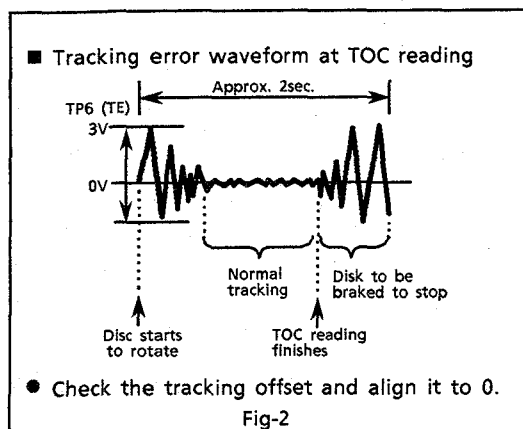 ■ Tracking error waveform at TOC reading
Approx. 2sec.
TP6 (TE)
3V
0V
Normal
tracking
Disk to be
braked to stop
Disc starts
to rotate
TOC reading
finishes
● Check the tracking offset and align it to 0.
Fig-2